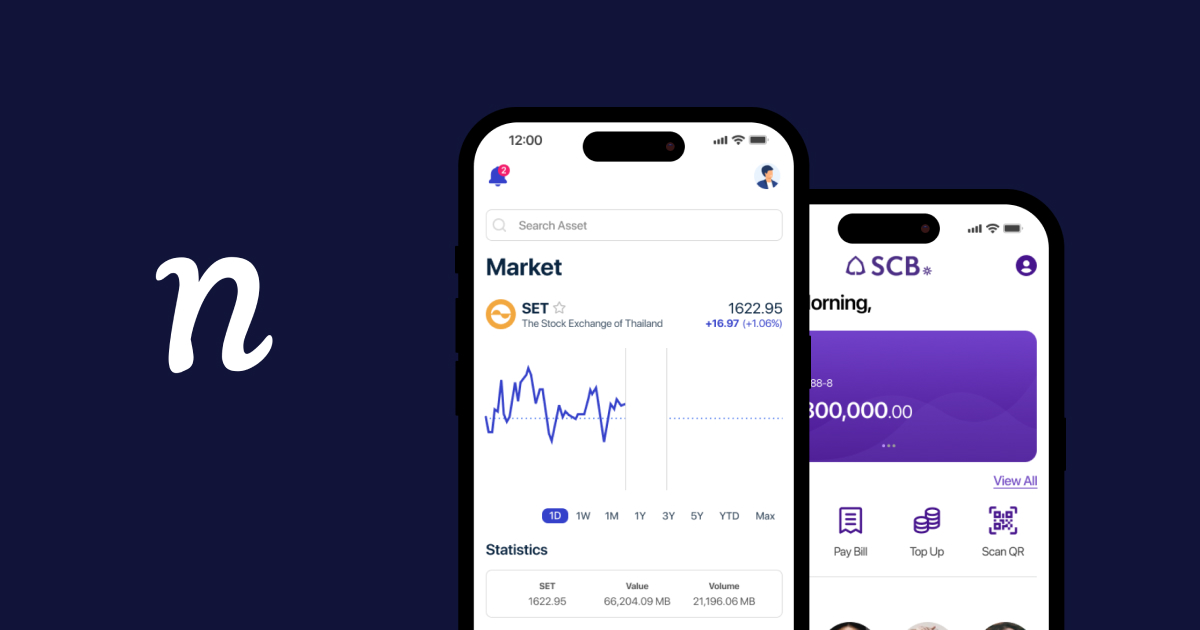 n
12:00
2
Search Asset
Market
SET
1622.95
The Stock Exchange of Thailand
+16.97 (+1.06%)
1D 1W 1M 1Y 3Y 5Y YTD Max
Statistics
SET Value Volume
1622.95 66,204.09 MB 21,196.06 MB
SCB
orning,
88-8
300,000.00
View All
Pay Bill Top Up Scan QR